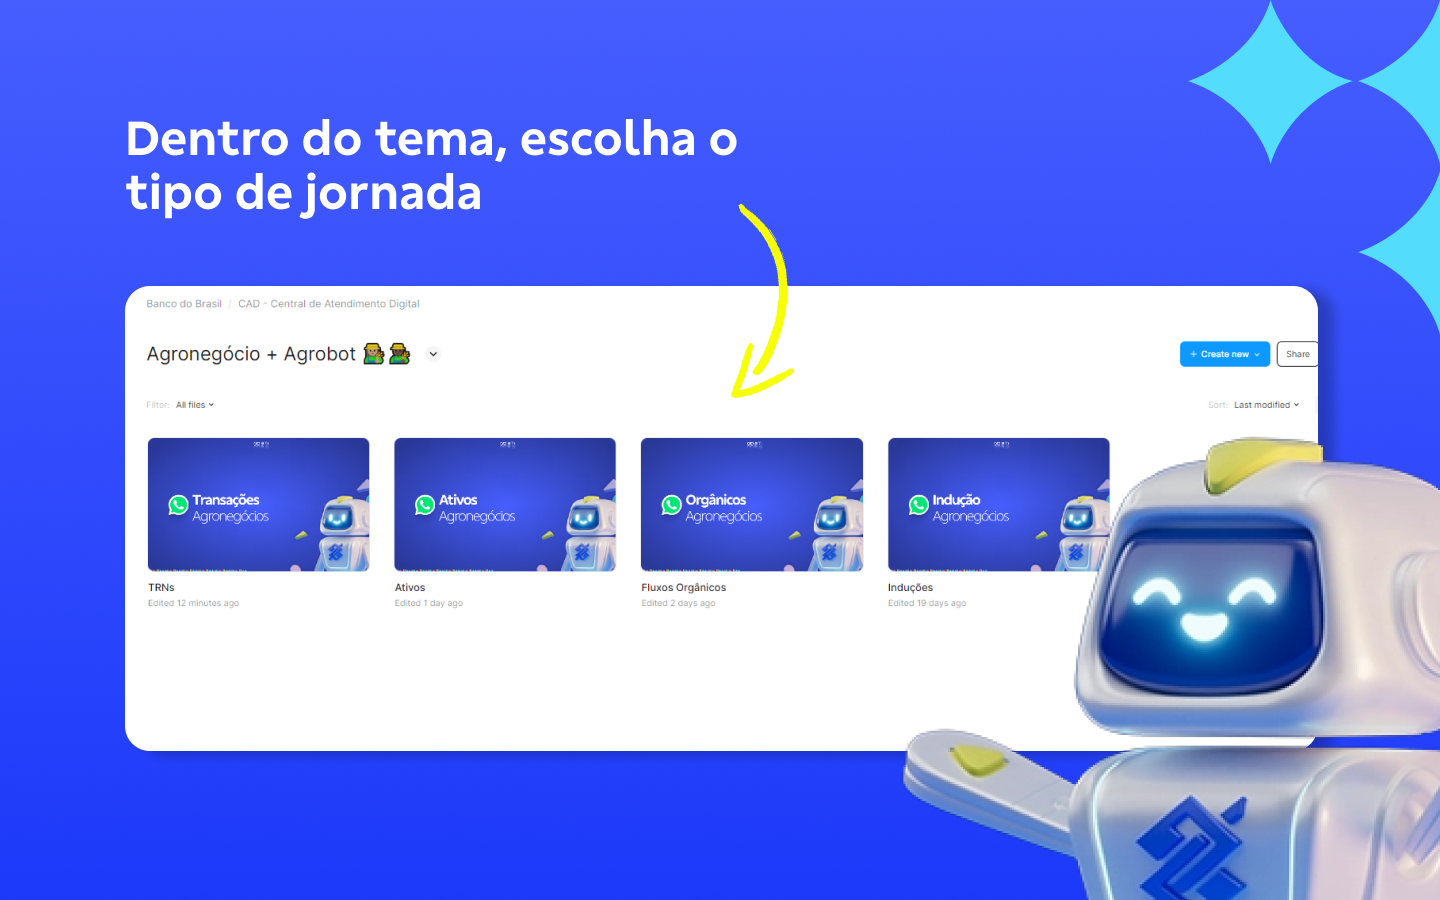 Dentro do tema, escolha o
tipo de jornada
Banco do Brasil / CAD - Central de Atendimento Digital
Agronegócio + Agrobot
+ Create new
Share
Filter: All files
Sort: Last modified
Transações
Agronegócios
Ativos
Agronegócios
Orgânicos
Agronegócios
Indução
Agronegócios
TRNs
Edited 12 minutes ago
Ativos
Edited 1 day ago
Fluxos Orgânicos
Edited 2 days ago
Induções
Edited 19 days ago